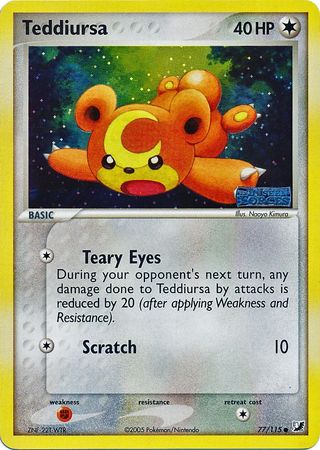 Teddiursa 40 HP
UNSEEN FORCES
BASIC
Illus. Naoyo Kimura
Teary Eyes
During your opponent's next turn, any
damage done to Teddiursa by attacks is
reduced by 20 (after applying Weakness and
Resistance).
Scratch 10
weakness resistance retreat cost
©2005 Pokémon/Nintendo
77/115